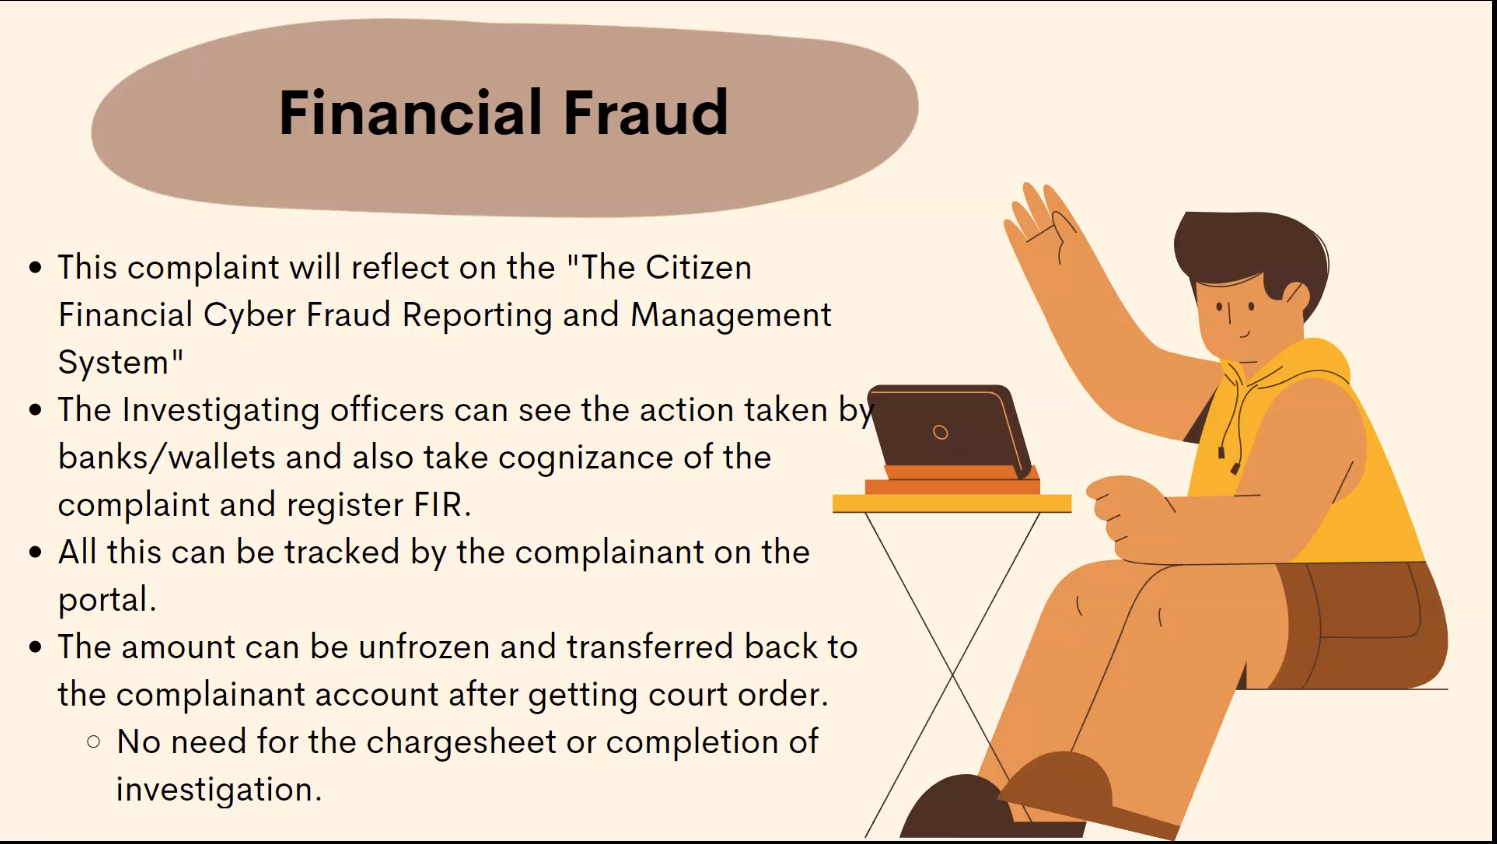 Financial Fraud
• This complaint will reflect on the "The Citizen
Financial Cyber Fraud Reporting and Management
System"
• The Investigating officers can see the action taken by
banks/wallets and also take cognizance of the
complaint and register FIR.
• All this can be tracked by the complainant on the
portal.
• The amount can be unfrozen and transferred back to
the complainant account after getting court order.
○ No need for the chargesheet or completion of
investigation.